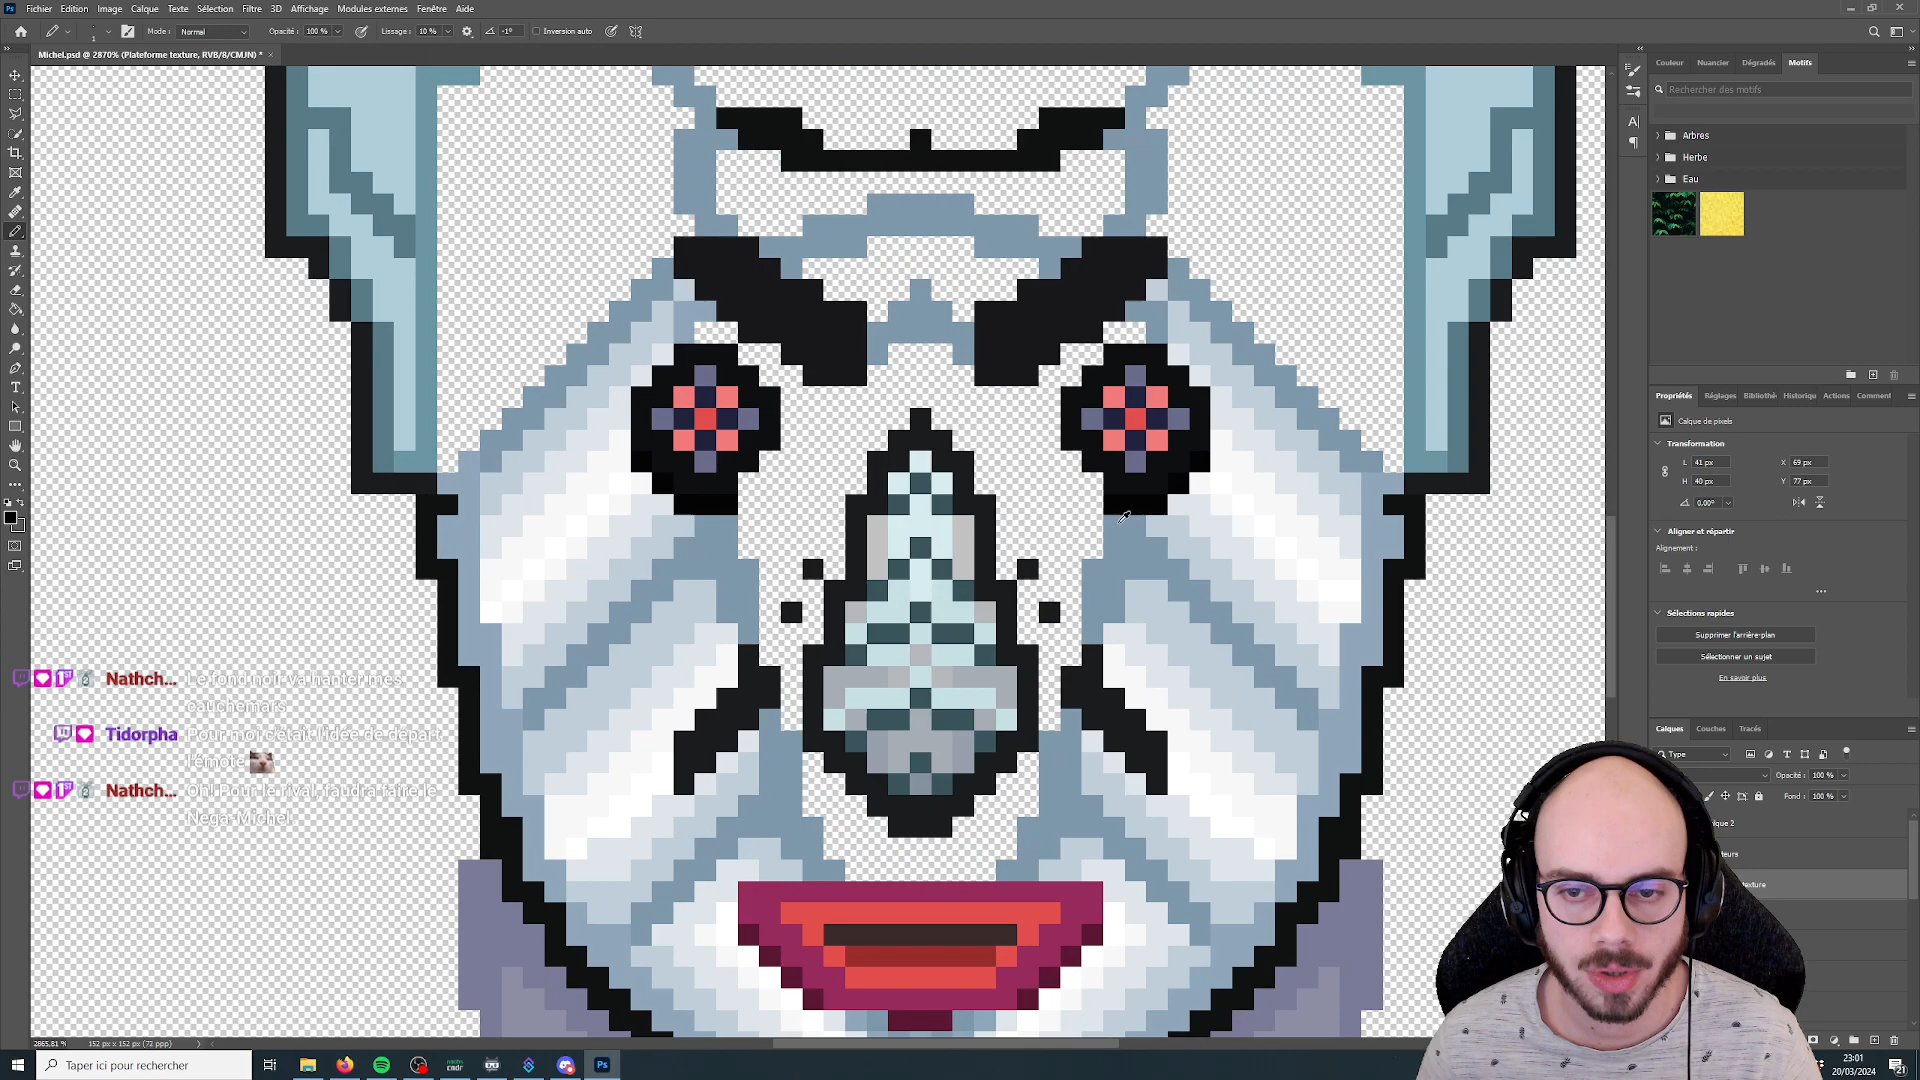 Fichier Edition Image Calque Texte Sélection Filtre 3D Affichage Modules externes Fenêtre Aide
Mode : Normal Opacité : 100 % Lissage : 10 % -1° Inversion auto
Michel.psd @ 2870% (Plateforme texture, RVB/8/CMJN) *
Couleur Nuancier Dégradés Motifs
Rechercher des motifs
Arbres
Herbe
Eau
Propriétés Réglages Bibliothè Historiqu Actions Comment
Calque de pixels
Transformation
L 41 px X 69 px
H 40 px Y 77 px
0.00°
Aligner et répartir
Alignement :
Sélections rapides
Supprimer l'arrière-plan
Sélectionner un sujet
En savoir plus
Calques Couches Tracés
Type
Opacité : 100 %
Fond : 100 %
que 2
teurs
texture
Nathch... Le fond noir va hanter mes
cauchemars
Tidorpha Pour moi c'était l'idée de départ,
l'émote
Nathch... Oh! Pour le rival, faudra faire le
Nega-Michel.
2865.81 % 152 px x 152 px (72 ppp)
Taper ici pour rechercher
23:01
20/03/2024
21